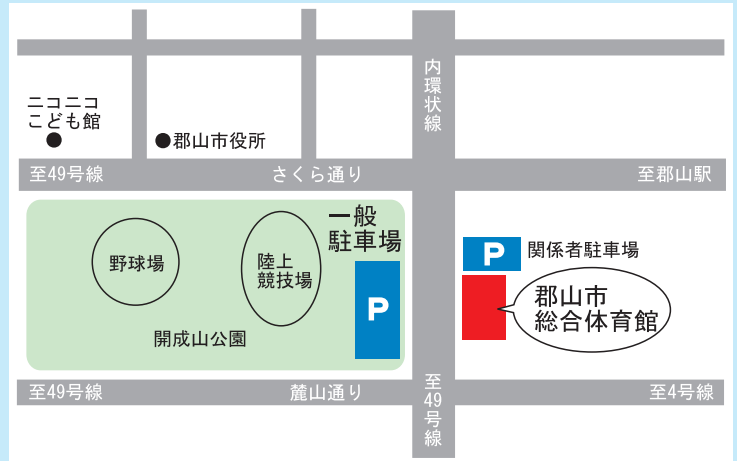 内環状線
ニコニコ
こども館
郡山市役所
至49号線
さくら通り
至郡山駅
一般
駐車場
P
関係者駐車場
野球場
陸上
競技場
P
郡山市
総合体育館
開成山公園
至49号線
麓山通り
至49号線
至4号線